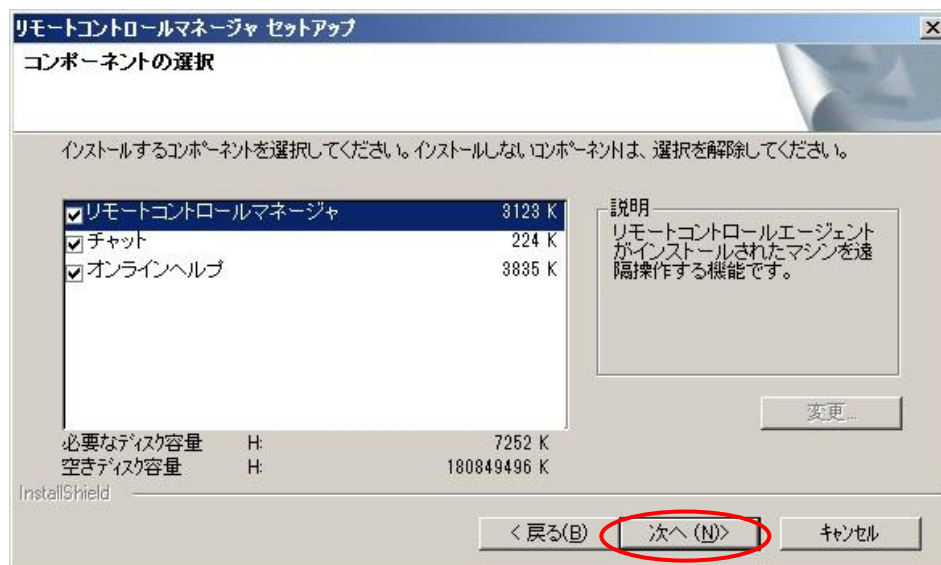 リモートコントロールマネージャ セットアップ
コンポーネントの選択
インストールするコンポーネントを選択してください。インストールしないコンポーネントは、選択を解除してください。
リモートコントロールマネージャ 3123 K
チャット 224 K
オンラインヘルプ 3835 K
説明
リモートコントロールエージェント
がインストールされたマシンを遠
隔操作する機能です。
変更...
必要なディスク容量 H: 7252 K
空きディスク容量 H: 180849496 K
InstallShield
< 戻る(B) 次へ (N)> キャンセル